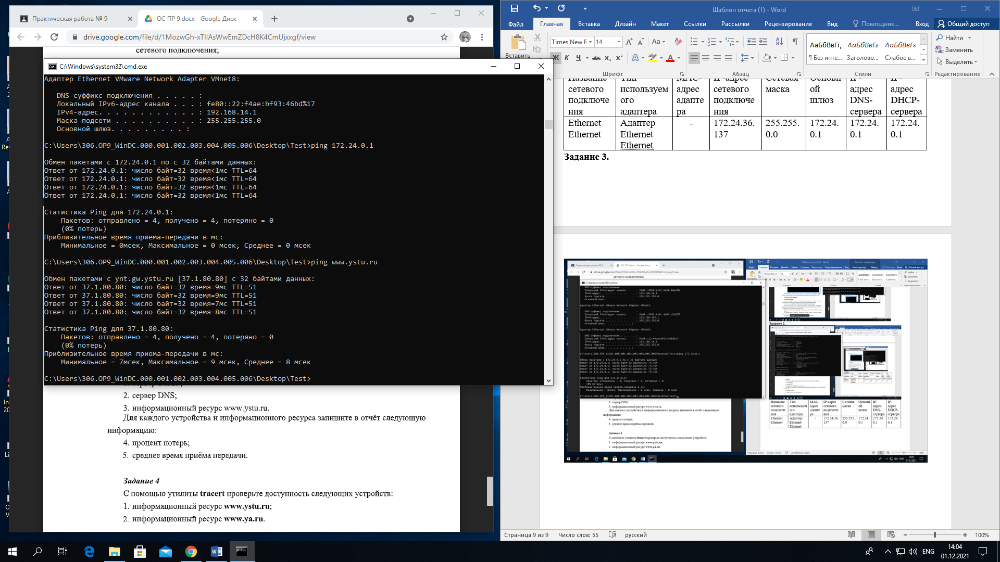 Практическая работа № 9
ОС ПР 9.docx - Google Диск
drive.google.com/file/d/1MozwGh-xTIIAsWwEmZDcH8K4CmUjxxgf/view
сетевого подключения;
C:\Windows\system32\cmd.exe
Адаптер Ethernet VMware Network Adapter VMnet8:
DNS-суффикс подключения . . . . . :
Локальный IPv6-адрес канала . . . : fe80::22:f4ae:bf93:46bd%17
IPv4-адрес. . . . . . . . . . . . : 192.168.14.1
Маска подсети . . . . . . . . . . : 255.255.255.0
Основной шлюз. . . . . . . . . :
C:\Users\306.OP9_WinDC.000.001.002.003.004.005.006\Desktop\Test>ping 172.24.0.1
Обмен пакетами с 172.24.0.1 по с 32 байтами данных:
Ответ от 172.24.0.1: число байт=32 время<1мс TTL=64
Ответ от 172.24.0.1: число байт=32 время<1мс TTL=64
Ответ от 172.24.0.1: число байт=32 время<1мс TTL=64
Ответ от 172.24.0.1: число байт=32 время<1мс TTL=64
Статистика Ping для 172.24.0.1:
Пакетов: отправлено = 4, получено = 4, потеряно = 0
(0% потерь)
Приблизительное время приема-передачи в мс:
Минимальное = 0мсек, Максимальное = 0 мсек, Среднее = 0 мсек
C:\Users\306.OP9_WinDC.000.001.002.003.004.005.006\Desktop\Test>ping www.ystu.ru
Обмен пакетами с ynt.gw.ystu.ru [37.1.80.80] с 32 байтами данных:
Ответ от 37.1.80.80: число байт=32 время=9мс TTL=51
Ответ от 37.1.80.80: число байт=32 время=9мс TTL=51
Ответ от 37.1.80.80: число байт=32 время=7мс TTL=51
Ответ от 37.1.80.80: число байт=32 время=8мс TTL=51
Статистика Ping для 37.1.80.80:
Пакетов: отправлено = 4, получено = 4, потеряно = 0
(0% потерь)
Приблизительное время приема-передачи в мс:
Минимальное = 7мсек, Максимальное = 9 мсек, Среднее = 8 мсек
C:\Users\306.OP9_WinDC.000.001.002.003.004.005.006\Desktop\Test>
2. сервер DNS;
3. информационный ресурс www.ystu.ru.
Для каждого устройства и информационного ресурса запишите в отчёт следующую
информацию:
4. процент потерь;
5. среднее время приёма передачи.
Задание 4
С помощью утилиты tracert проверьте доступность следующих устройств:
1. информационный ресурс www.ystu.ru;
2. информационный ресурс www.ya.ru.
Шаблон отчета (1) - Word
Файл Главная Вставка Дизайн Макет Ссылки Рассылки Рецензирование Вид Помощник... Вход Общий доступ
Вставить
Times New R 14
Шрифт
Абзац
АаБбВвГг, АаБбВвГг АаБбВвГг
¶ Без инте... Заголово... Слабое в...
Стили
Найти
Заменить
Выделить
Редактирование
Название сетевого подключения
Тип используемого адаптера
MAC-адрес адаптера
IP-адрес сетевого подключения
Сетевая маска
Основной шлюз
IP-адрес DNS-сервера
IP-адрес DHCP-сервера
Ethernet Ethernet
Адаптер Ethernet Ethernet
-
172.24.36.137
255.255.0.0
172.24.0.1
172.24.0.1
172.24.0.1
Задание 3.
Задание 2.
Страница 9 из 9 Число слов: 55 русский 100%
ENG
14:04
01.12.2021